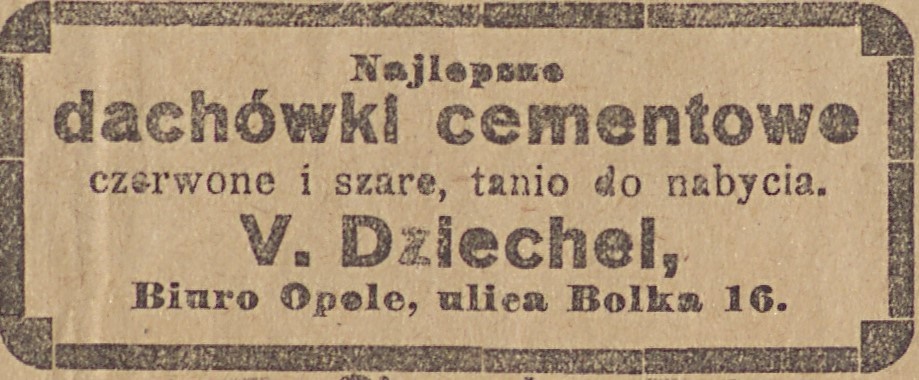 Najlepsze
dachówki cementowe
czerwone i szare, tanio do nabycia.
V. Dziechel,
Biuro Opole, ulica Bolka 16.